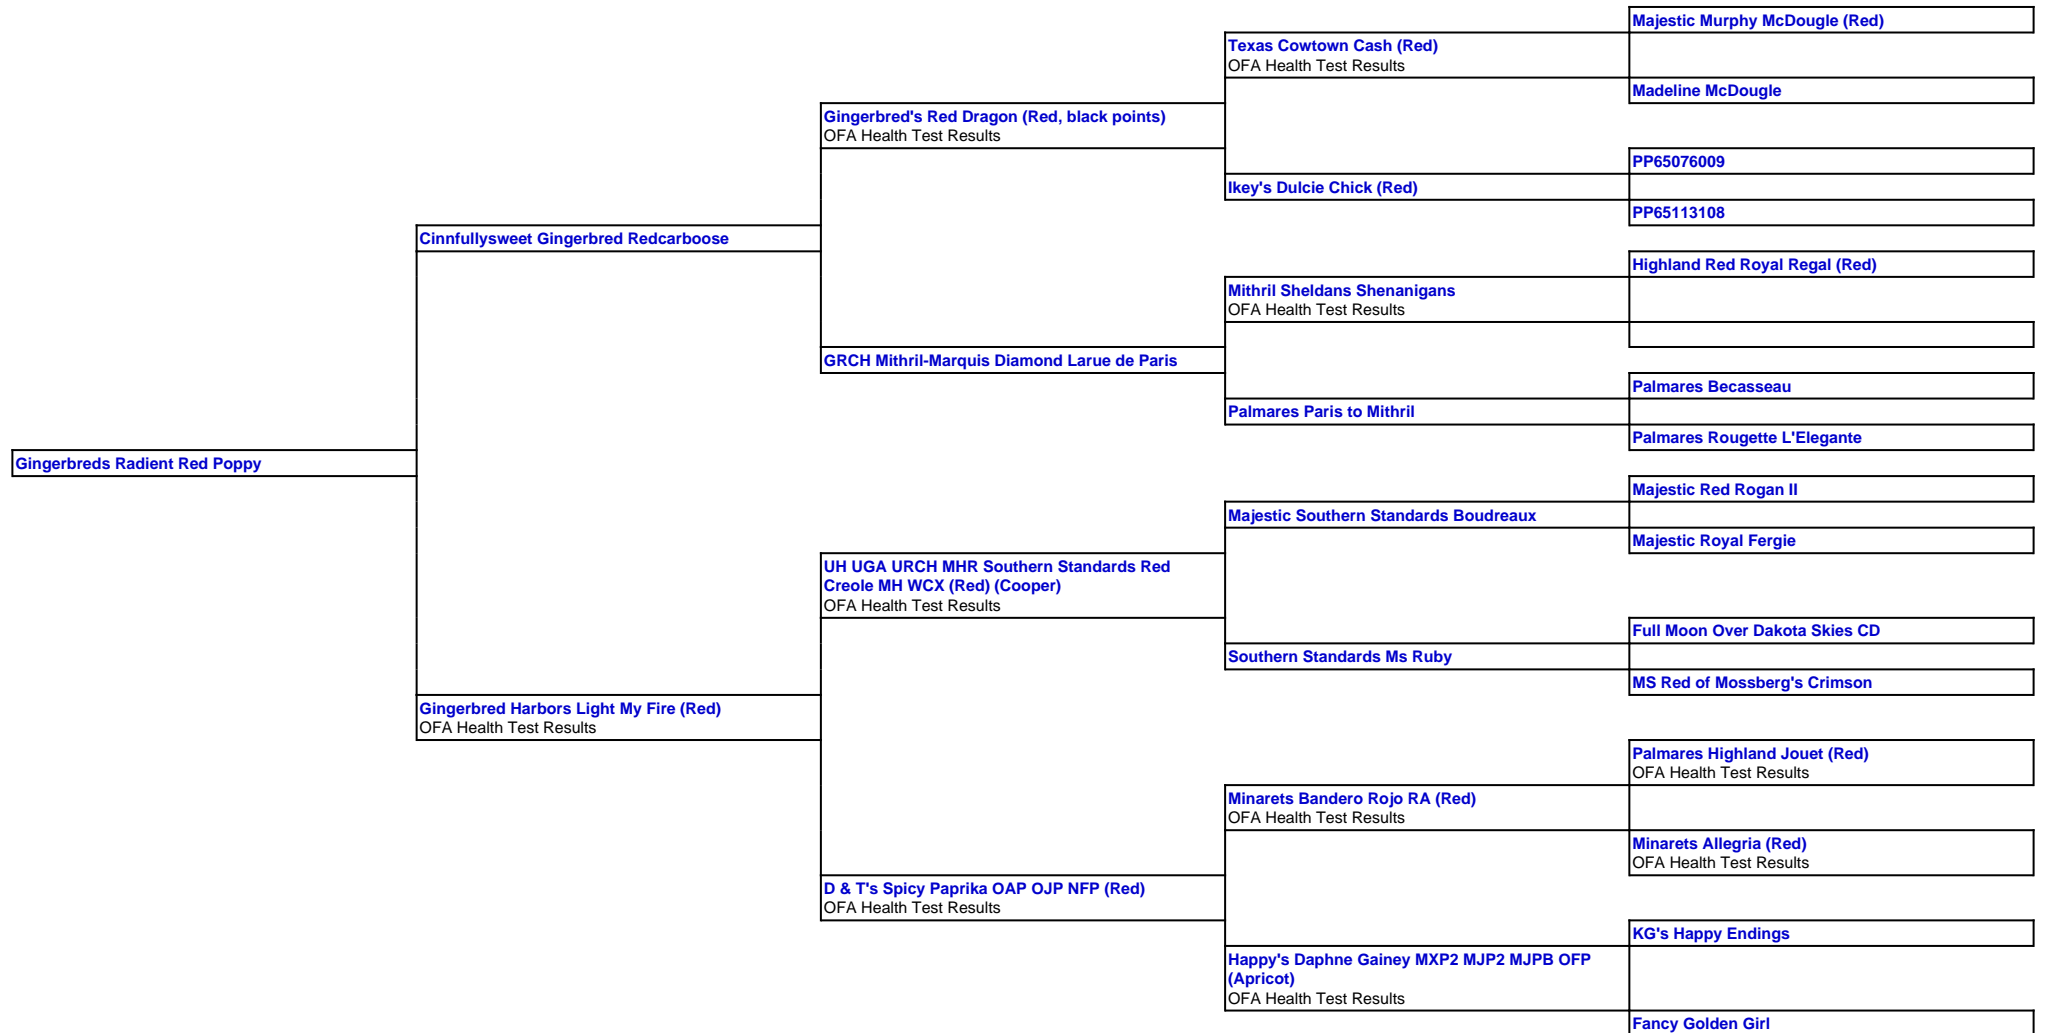 Majestic Murphy McDougle (Red)
Texas Cowtown Cash (Red)
OFA Health Test Results
Madeline McDougle
Gingerbred's Red Dragon (Red, black points)
OFA Health Test Results
PP65076009
Ikey's Dulcie Chick (Red)
PP65113108
Cinnfullysweet Gingerbred Redcarboose
Highland Red Royal Regal (Red)
Mithril Sheldans Shenanigans
OFA Health Test Results
GRCH Mithril-Marquis Diamond Larue de Paris
Palmares Becasseau
Palmares Paris to Mithril
Palmares Rougette L'Elegante
Gingerbreds Radient Red Poppy
Majestic Red Rogan II
Majestic Southern Standards Boudreaux
Majestic Royal Fergie
UH UGA URCH MHR Southern Standards Red
Creole MH WCX (Red) (Cooper)
OFA Health Test Results
Full Moon Over Dakota Skies CD
Southern Standards Ms Ruby
MS Red of Mossberg's Crimson
Gingerbred Harbors Light My Fire (Red)
OFA Health Test Results
Palmares Highland Jouet (Red)
OFA Health Test Results
Minarets Bandero Rojo RA (Red)
OFA Health Test Results
Minarets Allegria (Red)
OFA Health Test Results
D & T's Spicy Paprika OAP OJP NFP (Red)
OFA Health Test Results
KG's Happy Endings
Happy's Daphne Gainey MXP2 MJP2 MJPB OFP
(Apricot)
OFA Health Test Results
Fancy Golden Girl